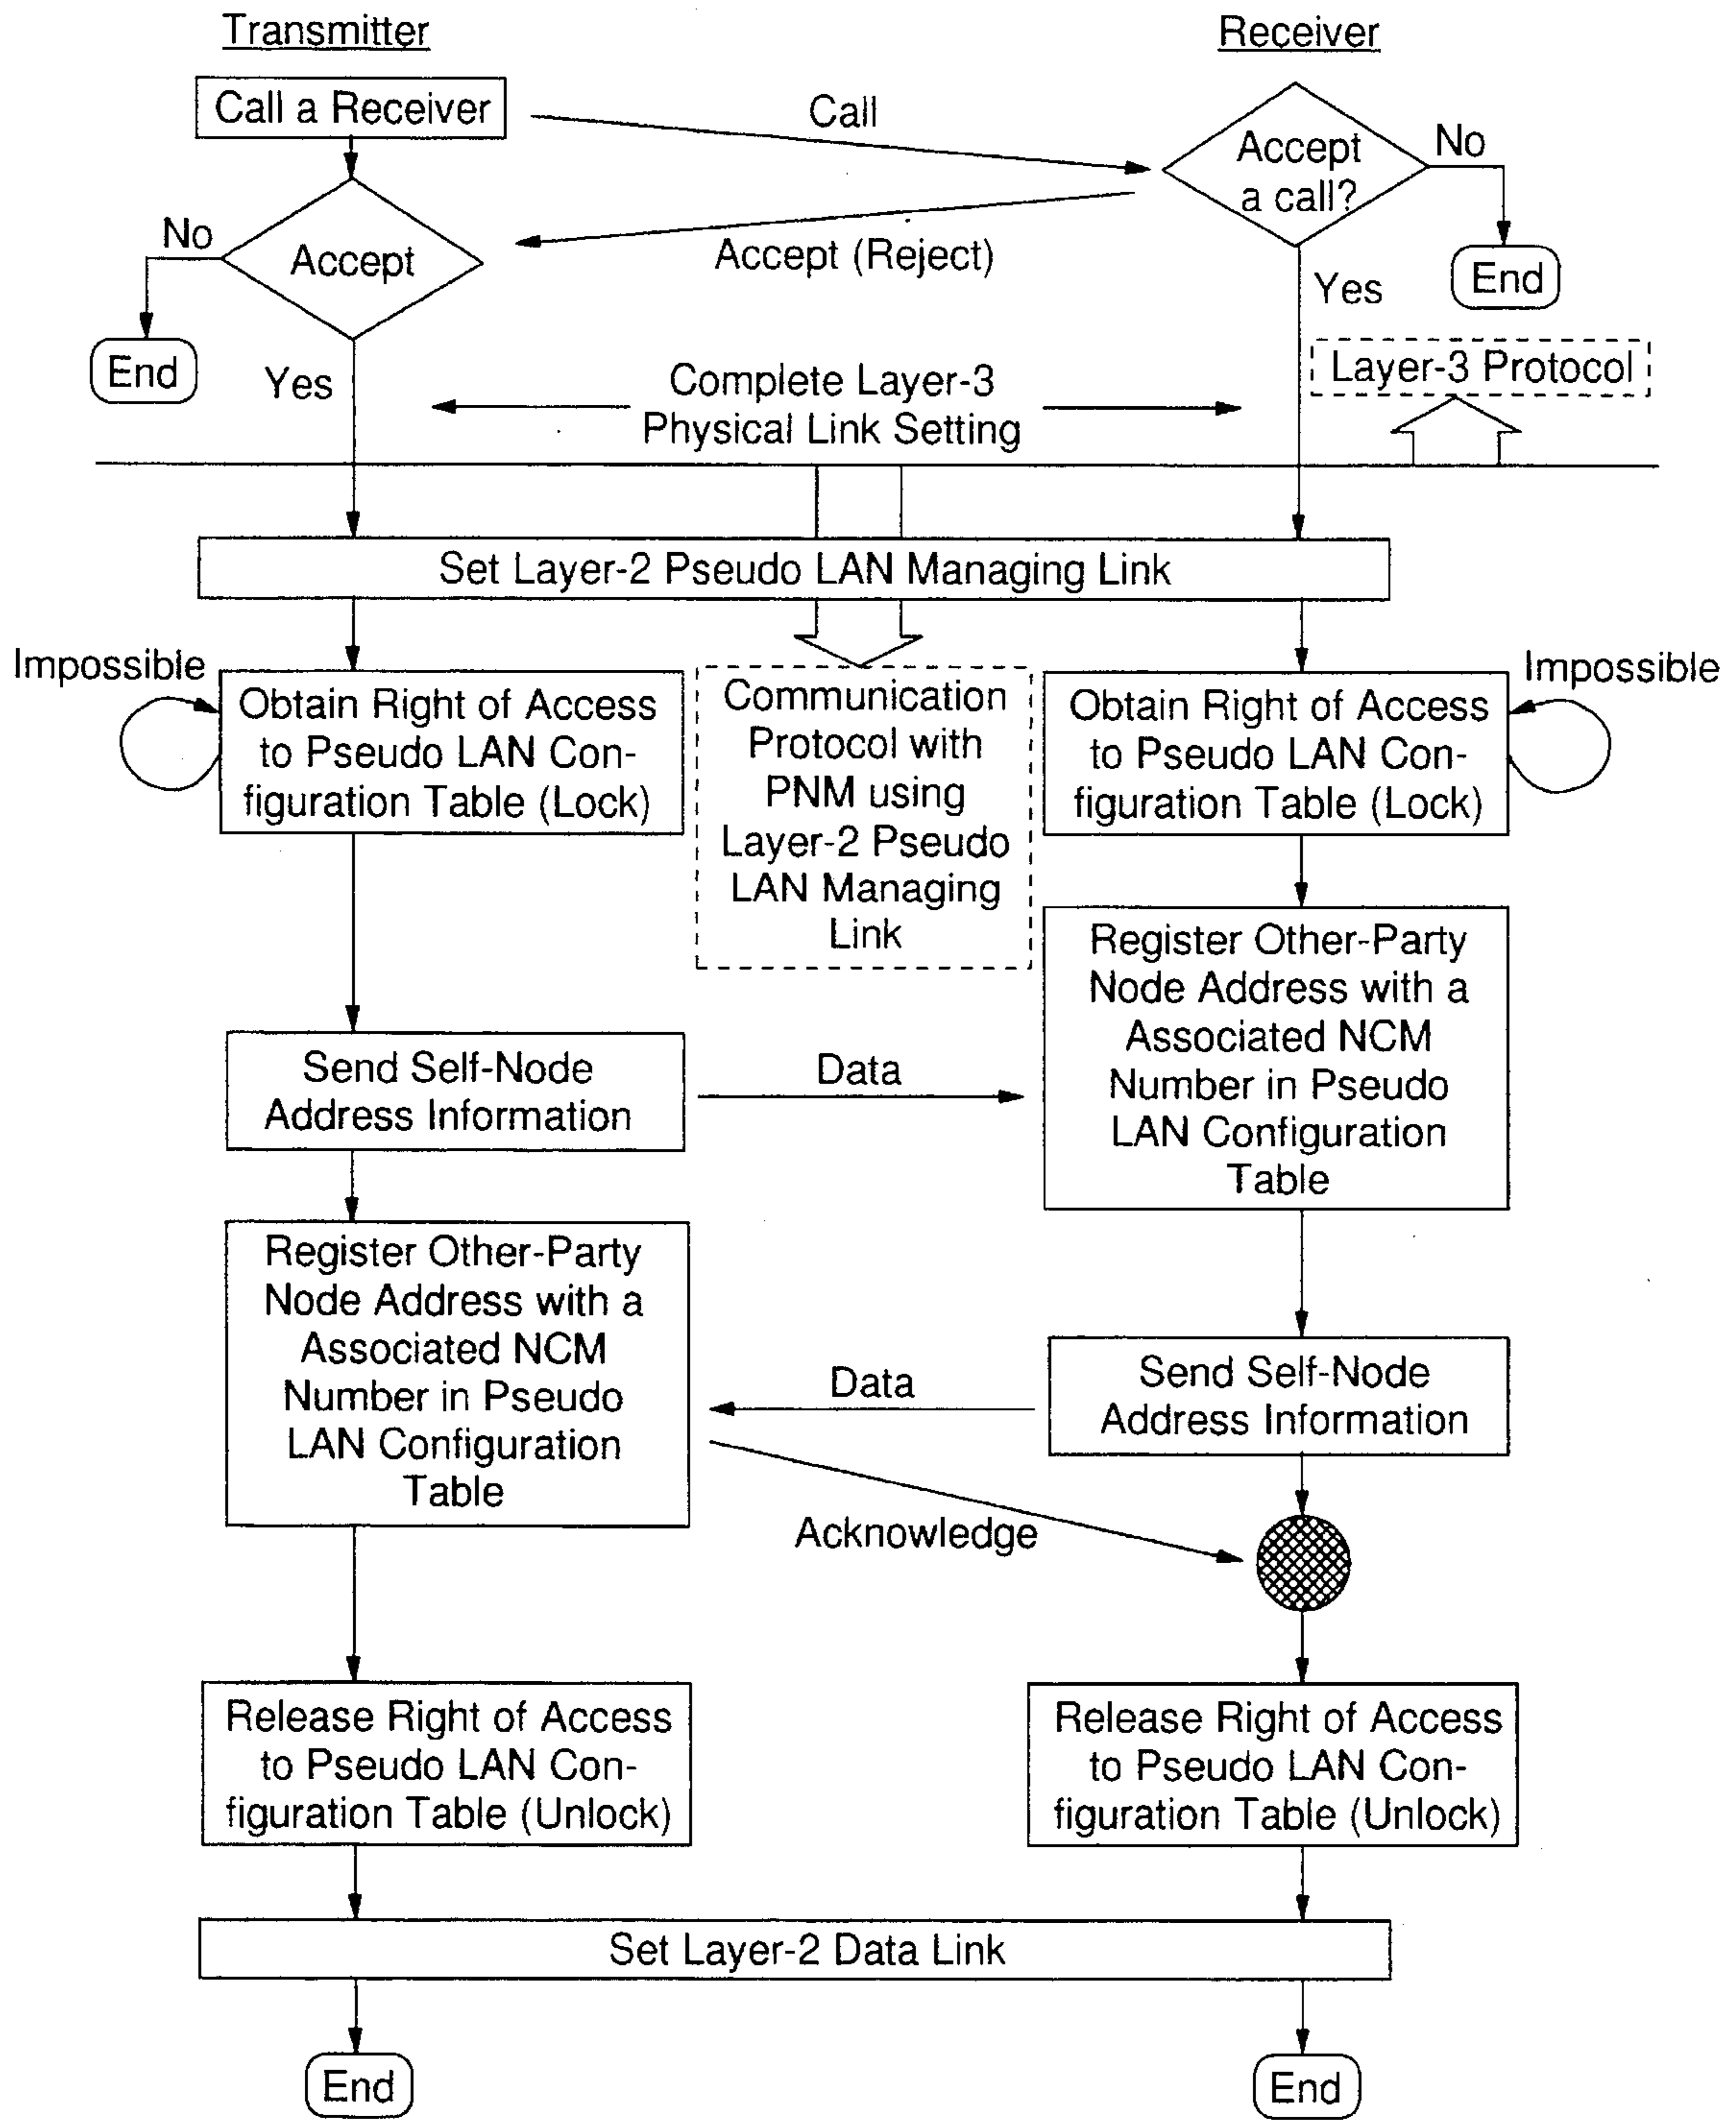 Transmitter
Receiver
Call a Receiver
Call
Accept
a call?
No
End
Accept (Reject)
No
Accept
End
Yes
Yes
Layer-3 Protocol
Complete Layer-3
Physical Link Setting
Set Layer-2 Pseudo LAN Managing Link
Impossible
Obtain Right of Access
to Pseudo LAN Con-
figuration Table (Lock)
Communication
Protocol with
PNM using
Layer-2 Pseudo
LAN Managing
Link
Obtain Right of Access
to Pseudo LAN Con-
figuration Table (Lock)
Impossible
Register Other-Party
Node Address with a
Associated NCM
Number in Pseudo
LAN Configuration
Table
Send Self-Node
Address Information
Data
Register Other-Party
Node Address with a
Associated NCM
Number in Pseudo
LAN Configuration
Table
Data
Send Self-Node
Address Information
Acknowledge
Release Right of Access
to Pseudo LAN Con-
figuration Table (Unlock)
Release Right of Access
to Pseudo LAN Con-
figuration Table (Unlock)
Set Layer-2 Data Link
End
End